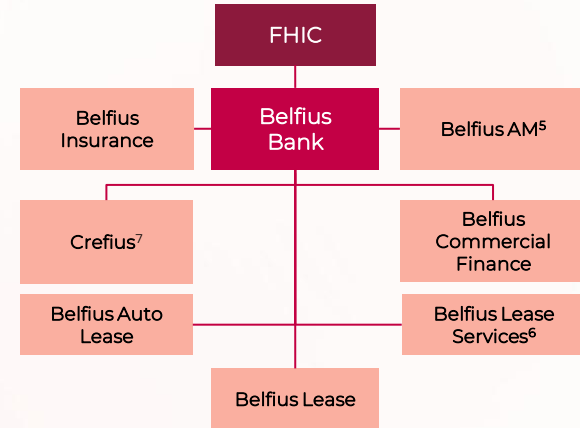 FHIC
Belfius
Insurance
Belfius
Bank
Belfius AM⁵
Crefius⁷
Belfius
Commercial
Finance
Belfius Auto
Lease
Belfius Lease
Services⁶
Belfius Lease